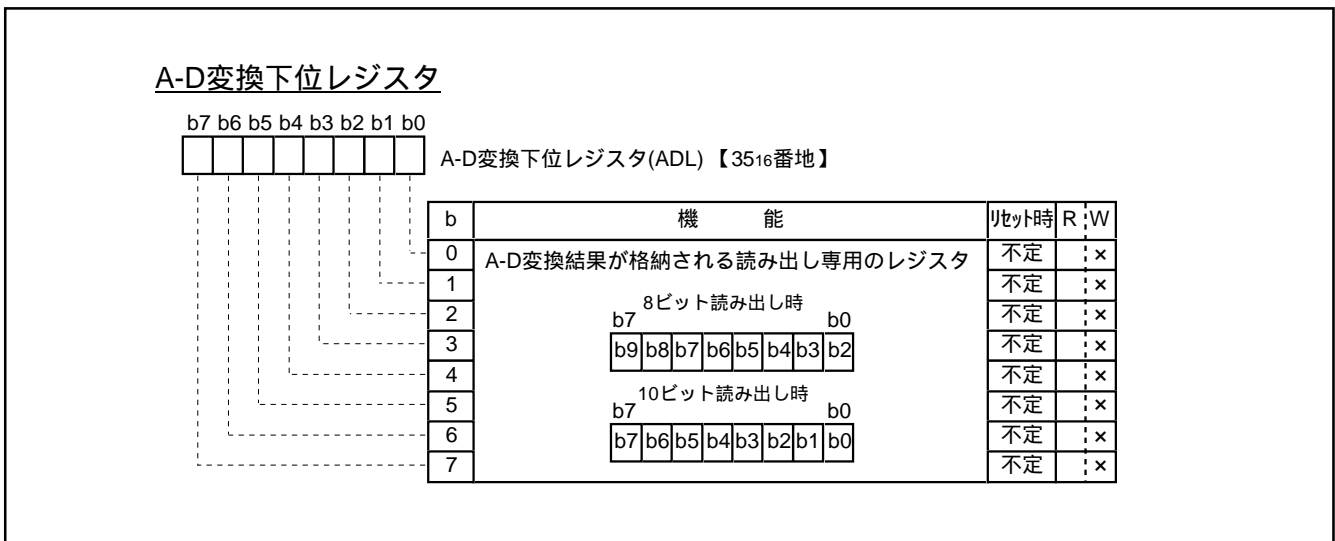 A-D変換下位レジスタ
b7 b6 b5 b4 b3 b2 b1 b0
A-D変換下位レジスタ(ADL) 【3516番地】
b 機 能 リセット時 R W
0 A-D変換結果が格納される読み出し専用のレジスタ 不定 ×
1 不定 ×
2 8ビット読み出し時 不定 ×
b7 b0
3 b9 b8 b7 b6 b5 b4 b3 b2 不定 ×
4 不定 ×
5 10ビット読み出し時 不定 ×
b7 b0
6 b7 b6 b5 b4 b3 b2 b1 b0 不定 ×
7 不定 ×